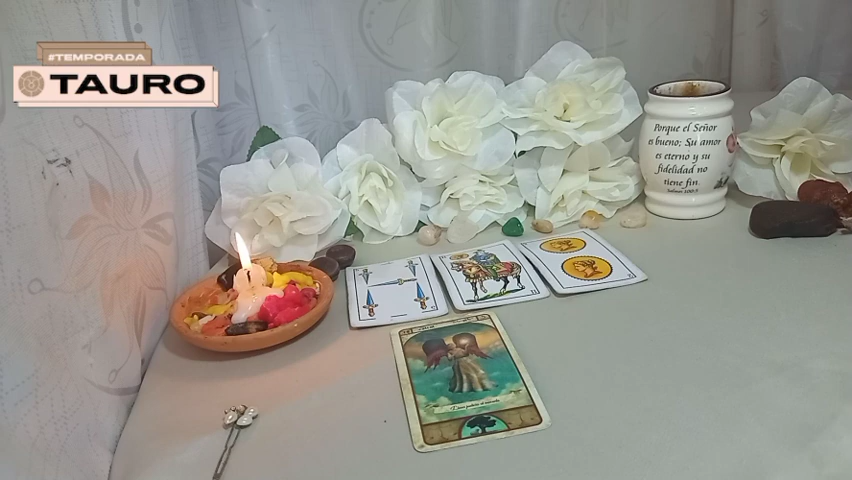 #TEMPORADA
TAURO
Porque el Señor
es bueno; Su amor
es eterno y su
fidelidad no
tiene fin.